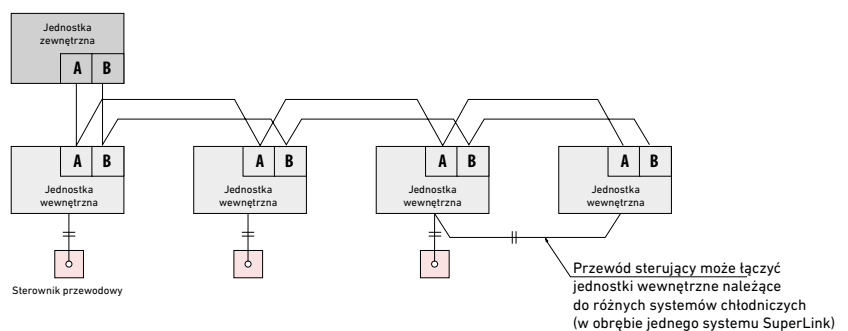 Jednostka
zewnętrzna
A B
A B
A B
A B
A B
Jednostka
wewnętrzna
Jednostka
wewnętrzna
Jednostka
wewnętrzna
Jednostka
wewnętrzna
Sterownik przewodowy
Przewód sterujący może łączyć
jednostki wewnętrzne należące
do różnych systemów chłodniczych
(w obrębie jednego systemu SuperLink)